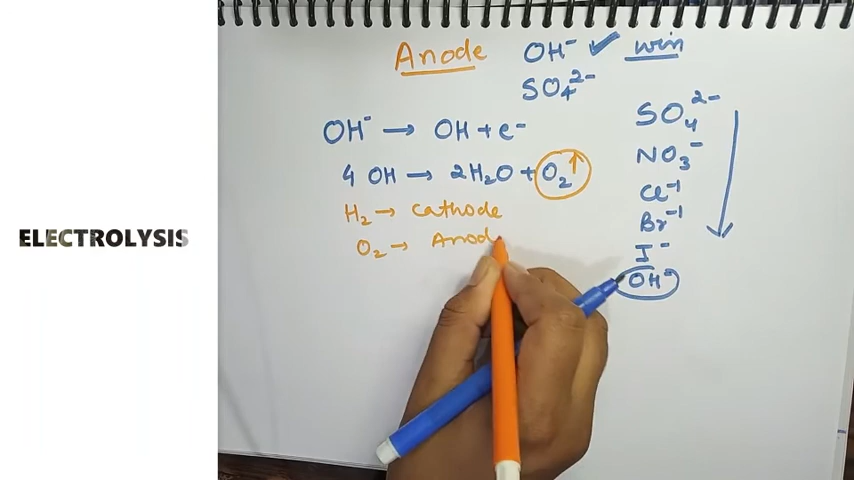 ELECTROLYSIS
Anode OH⁻ ✓ win
SO₄²⁻
OH⁻ → OH + e⁻
4 OH → 2H₂O + O₂↑
H₂ → cathode
O₂ → Anod
SO₄²⁻
NO₃⁻
Cl⁻¹
Br⁻¹
I⁻
OH⁻